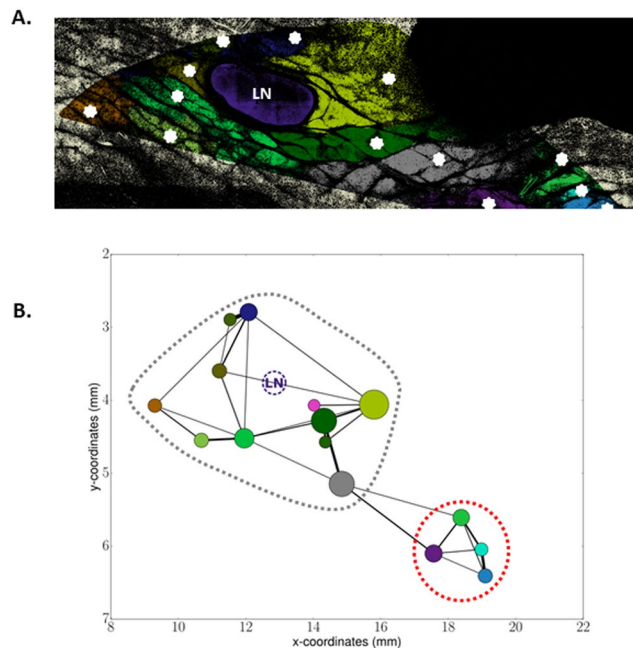 A.
LN
B.
2
3
4
5
6
7
y-coordinates (mm)
LN
8 10 12 14 16 18 20 22
x-coordinates (mm)